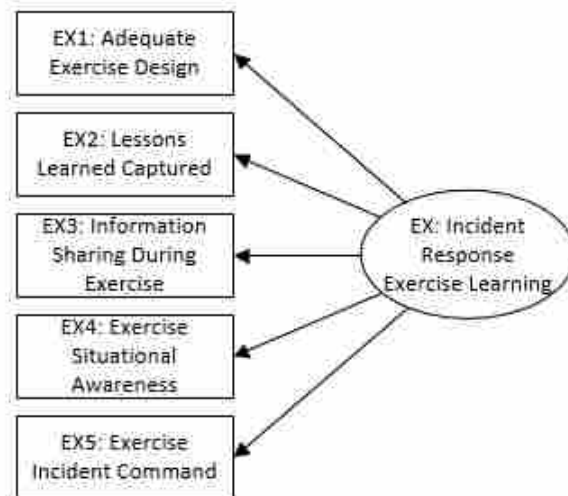 EX1: Adequate
Exercise Design
EX2: Lessons
Learned Captured
EX3: Information
Sharing During
Exercise
EX: Incident
Response
Exercise Learning
EX4: Exercise
Situational
Awareness
EX5: Exercise
Incident Command